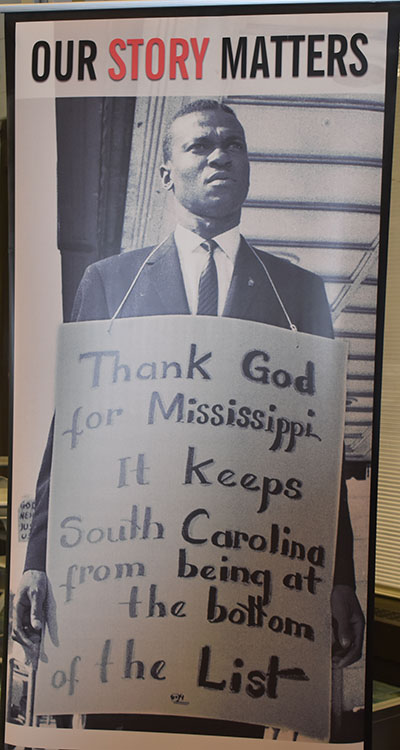 OUR STORY MATTERS
Thank God
for Mississippi
It Keeps
South Carolina
from being at
the bottom
of the List